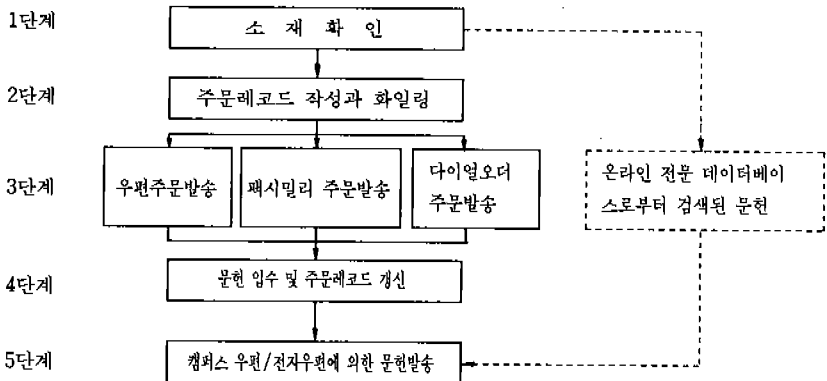 1단계
소 재 확 인
2단계
주문레코드 작성과 화일링
3단계
우편주문발송
팩시밀리 주문발송
다이얼오더
주문발송
온라인 전문 데이터베이
스로부터 검색된 문헌
4단계
문헌 입수 및 주문레코드 갱신
5단계
캠퍼스 우편/전자우편에 의한 문헌발송